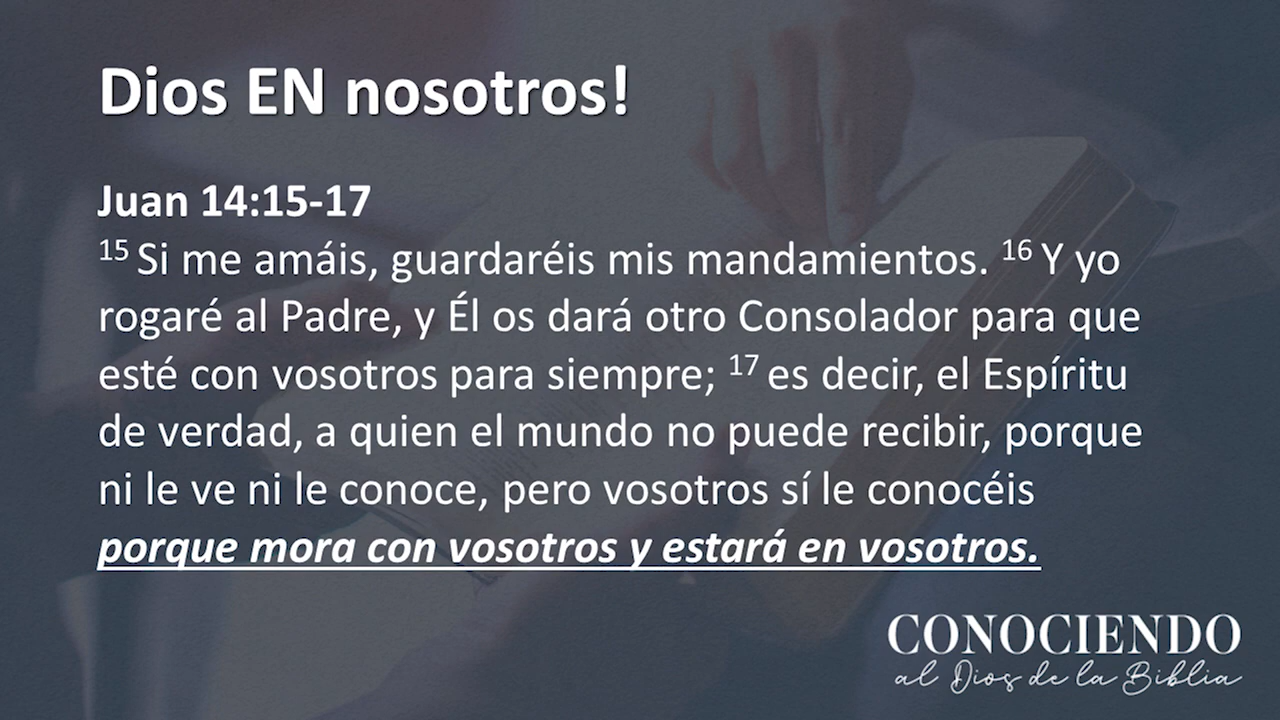 Dios EN nosotros!
Juan 14:15-17
15 Si me amáis, guardaréis mis mandamientos. 16 Y yo
rogaré al Padre, y Él os dará otro Consolador para que
esté con vosotros para siempre; 17 es decir, el Espíritu
de verdad, a quien el mundo no puede recibir, porque
ni le ve ni le conoce, pero vosotros sí le conocéis
porque mora con vosotros y estará en vosotros.
CONOCIENDO
al Dios de la Biblia